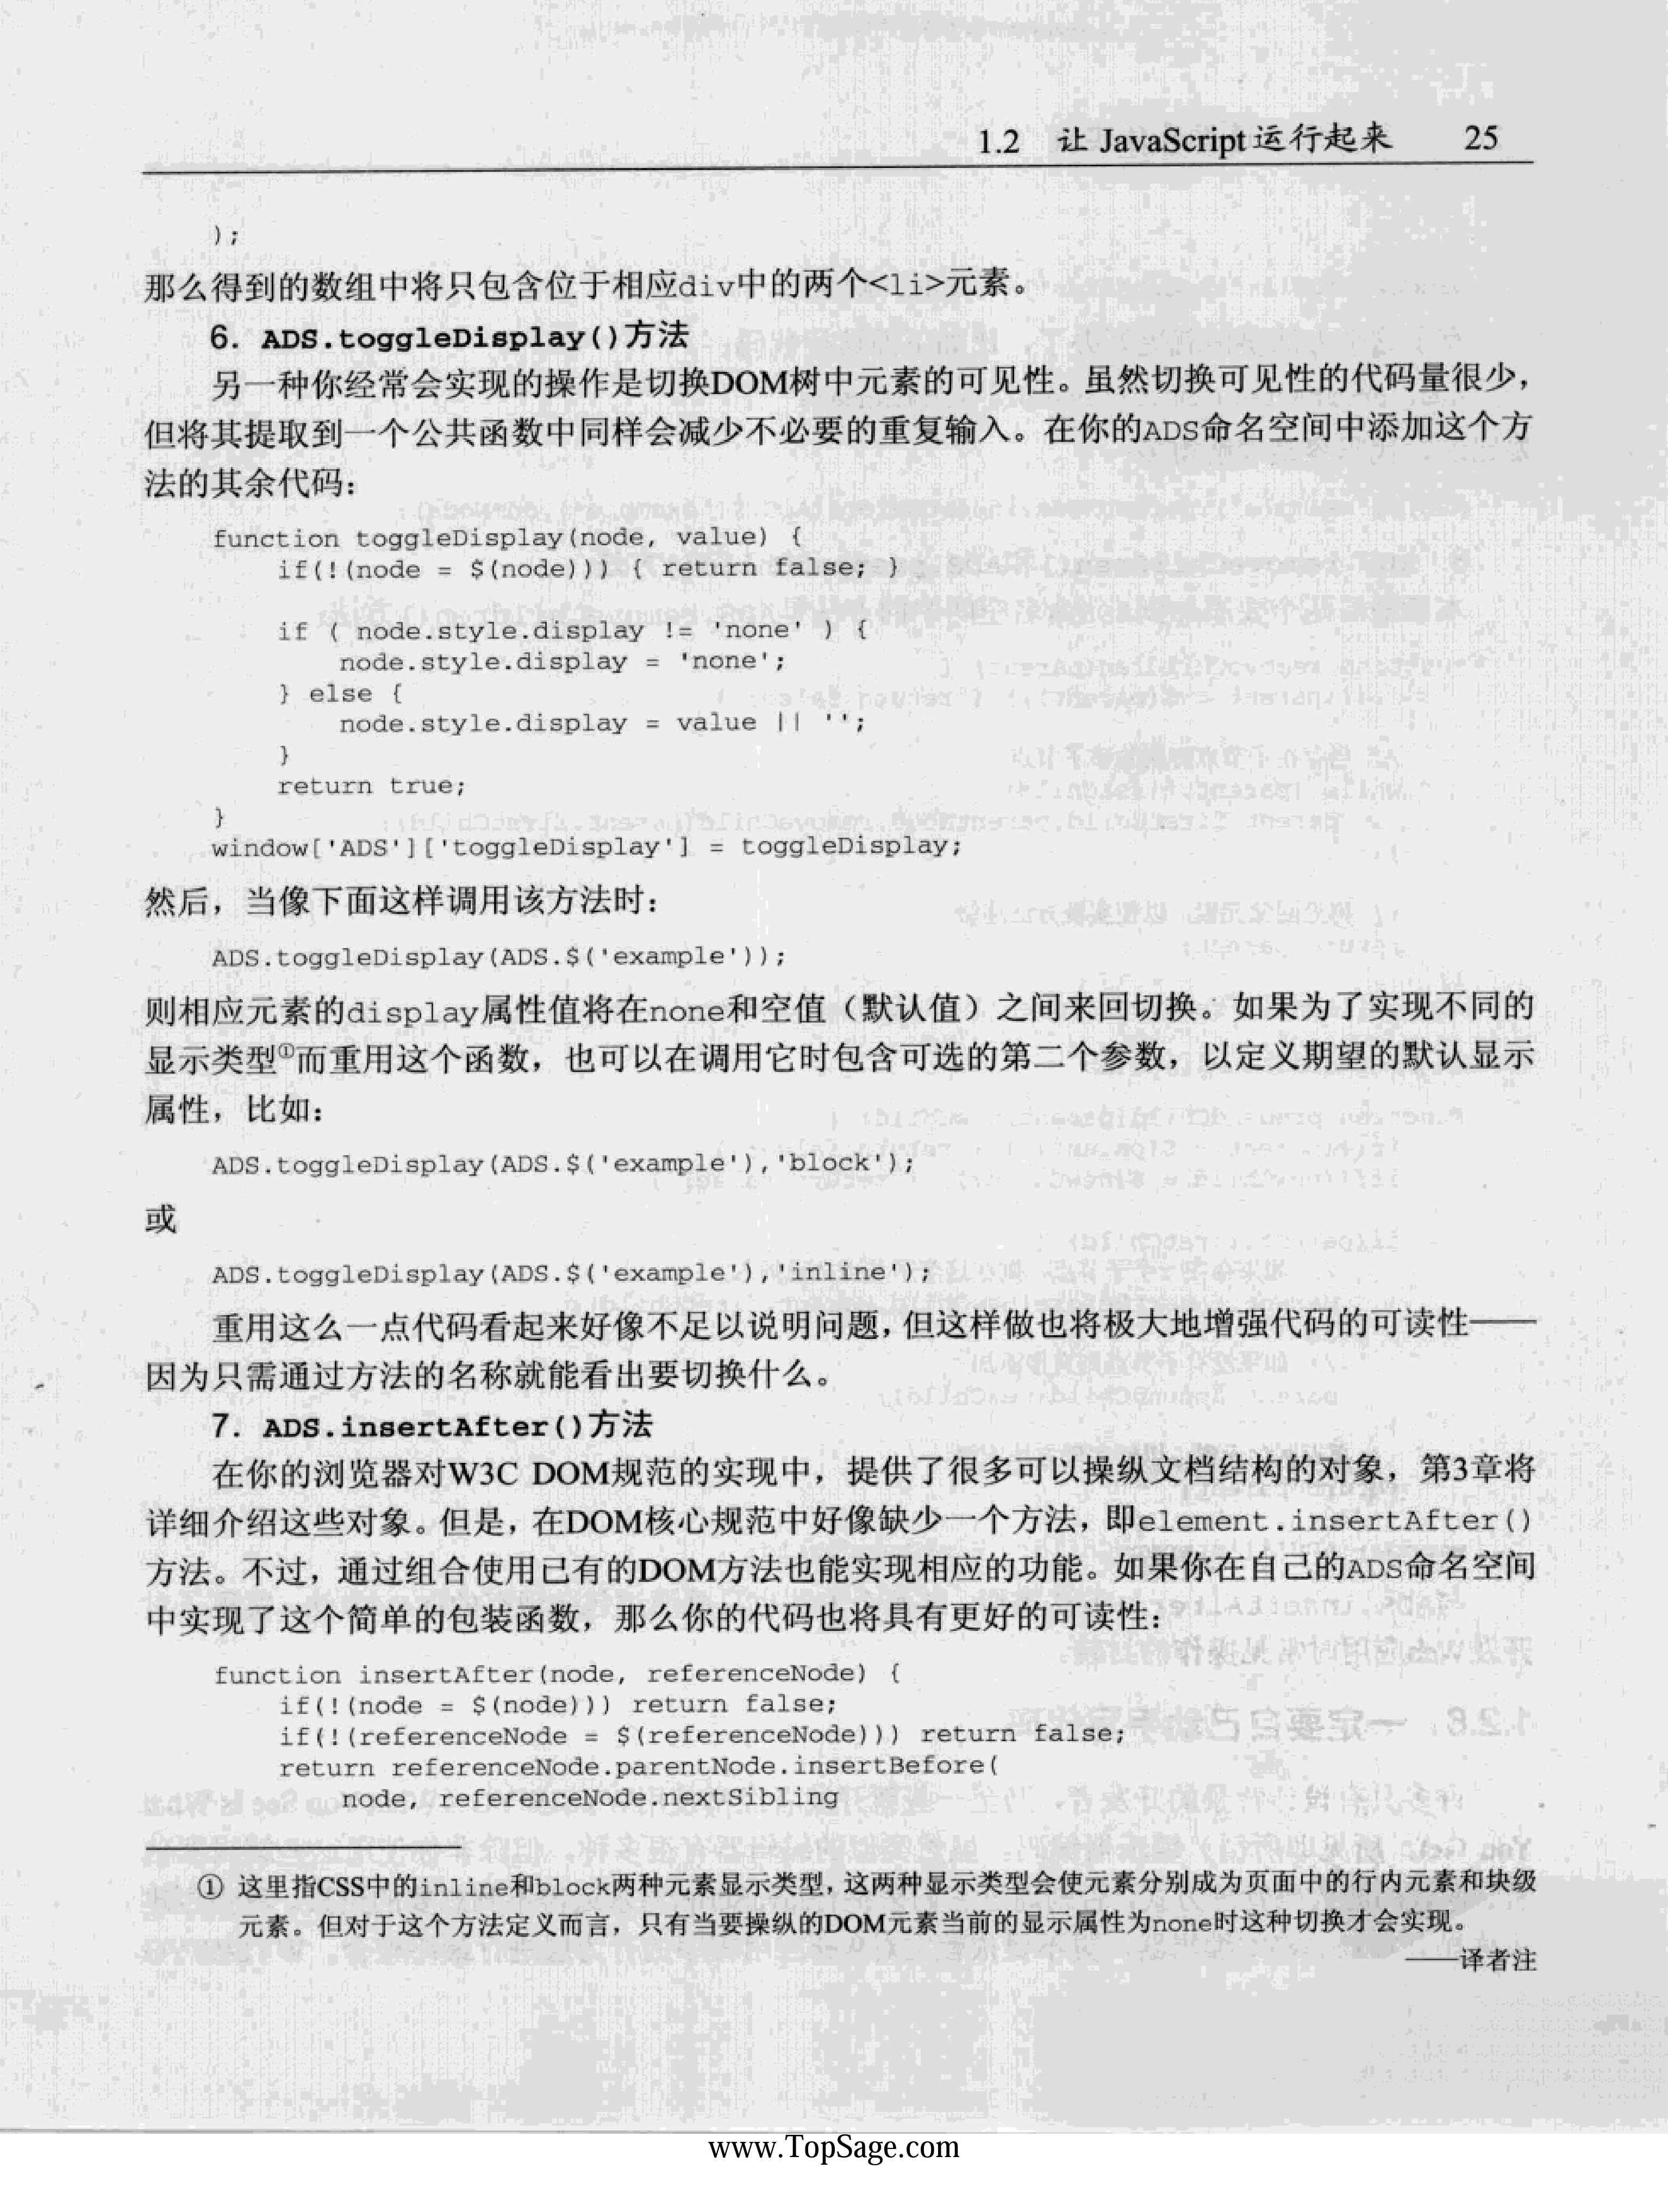 1.2 让 JavaScript 运行起来 25
);
那么得到的数组中将只包含位于相应div中的两个<li>元素。
6. ADS.toggleDisplay()方法
另一种你经常会实现的操作是切换DOM树中元素的可见性。虽然切换可见性的代码量很少，
但将其提取到一个公共函数中同样会减少不必要的重复输入。在你的ADS命名空间中添加这个方
法的其余代码：
function toggleDisplay(node, value) {
if(!(node = $(node))) { return false; }
if ( node.style.display != 'none' ) {
node.style.display = 'none';
} else {
node.style.display = value || '';
}
return true;
}
window['ADS']['toggleDisplay'] = toggleDisplay;
然后，当像下面这样调用该方法时：
ADS.toggleDisplay(ADS.$('example'));
则相应元素的display属性值将在none和空值（默认值）之间来回切换。如果为了实现不同的
显示类型①而重用这个函数，也可以在调用它时包含可选的第二个参数，以定义期望的默认显示
属性，比如：
ADS.toggleDisplay(ADS.$('example'),'block');
或
ADS.toggleDisplay(ADS.$('example'),'inline');
重用这么一点代码看起来好像不足以说明问题，但这样做也将极大地增强代码的可读性——
因为只需通过方法的名称就能看出要切换什么。
7. ADS.insertAfter()方法
在你的浏览器对W3C DOM规范的实现中，提供了很多可以操纵文档结构的对象，第3章将
详细介绍这些对象。但是，在DOM核心规范中好像缺少一个方法，即element.insertAfter()
方法。不过，通过组合使用已有的DOM方法也能实现相应的功能。如果你在自己的ADS命名空间
中实现了这个简单的包装函数，那么你的代码也将具有更好的可读性：
function insertAfter(node, referenceNode) {
if(!(node = $(node))) return false;
if(!(referenceNode = $(referenceNode))) return false;
return referenceNode.parentNode.insertBefore(
node, referenceNode.nextSibling
① 这里指CSS中的inline和block两种元素显示类型，这两种显示类型会使元素分别成为页面中的行内元素和块级
元素。但对于这个方法定义而言，只有当要操纵的DOM元素当前的显示属性为none时这种切换才会实现。
——译者注
www.TopSage.com